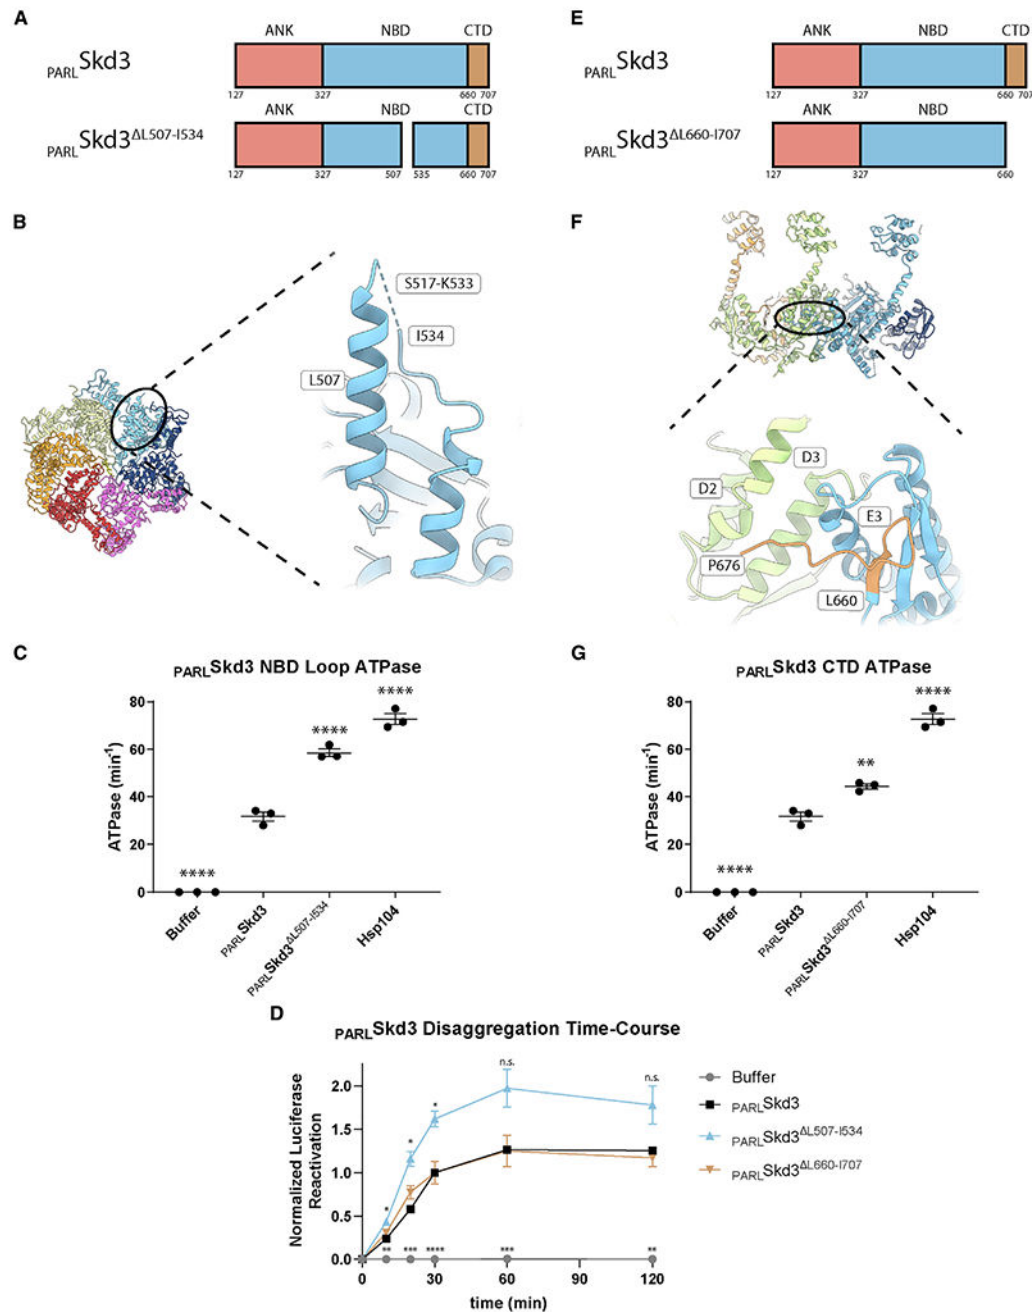 A
ANK NBD CTD
PARLSkd3
127 327 660 707
ANK NBD CTD
PARLSkd3ΔL507-I534
127 327 507 535 660 707
E
ANK NBD CTD
PARLSkd3
127 327 660 707
ANK NBD
PARLSkd3ΔL660-I707
127 327 660
B
S517-K533
I534
L507
F
D3
D2
E3
P676
L660
C
PARLSkd3 NBD Loop ATPase
ATPase (min-1)
80
60
40
20
0
****
****
****
Buffer
PARLSkd3
PARLSkd3ΔL507-I534
Hsp104
G
PARLSkd3 CTD ATPase
ATPase (min-1)
80
60
40
20
0
****
**
****
Buffer
PARLSkd3
PARLSkd3ΔL660-I707
Hsp104
D
PARLSkd3 Disaggregation Time-Course
Normalized Luciferase
Reactivation
2.0
1.5
1.0
0.5
0.0
* * * n.s. n.s.
** *** **** *** **
0 30 60 90 120
time (min)
Buffer
PARLSkd3
PARLSkd3ΔL507-I534
PARLSkd3ΔL660-I707